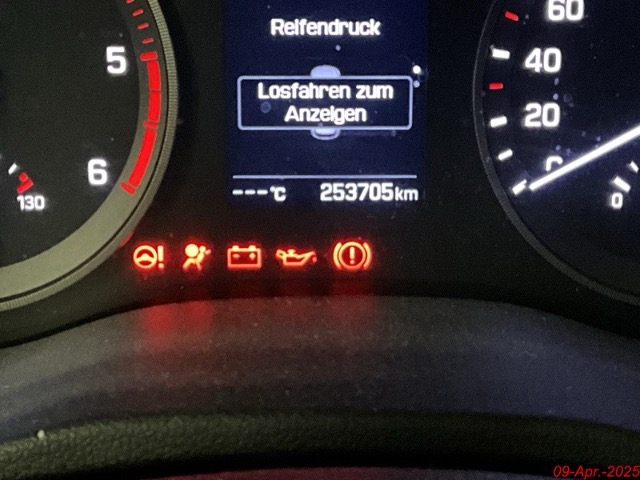 Reifendruck
Losfahren zum
Anzeigen
---°C 253705km
5
6
130
60
40
20
0
0
09-Apr.-2025